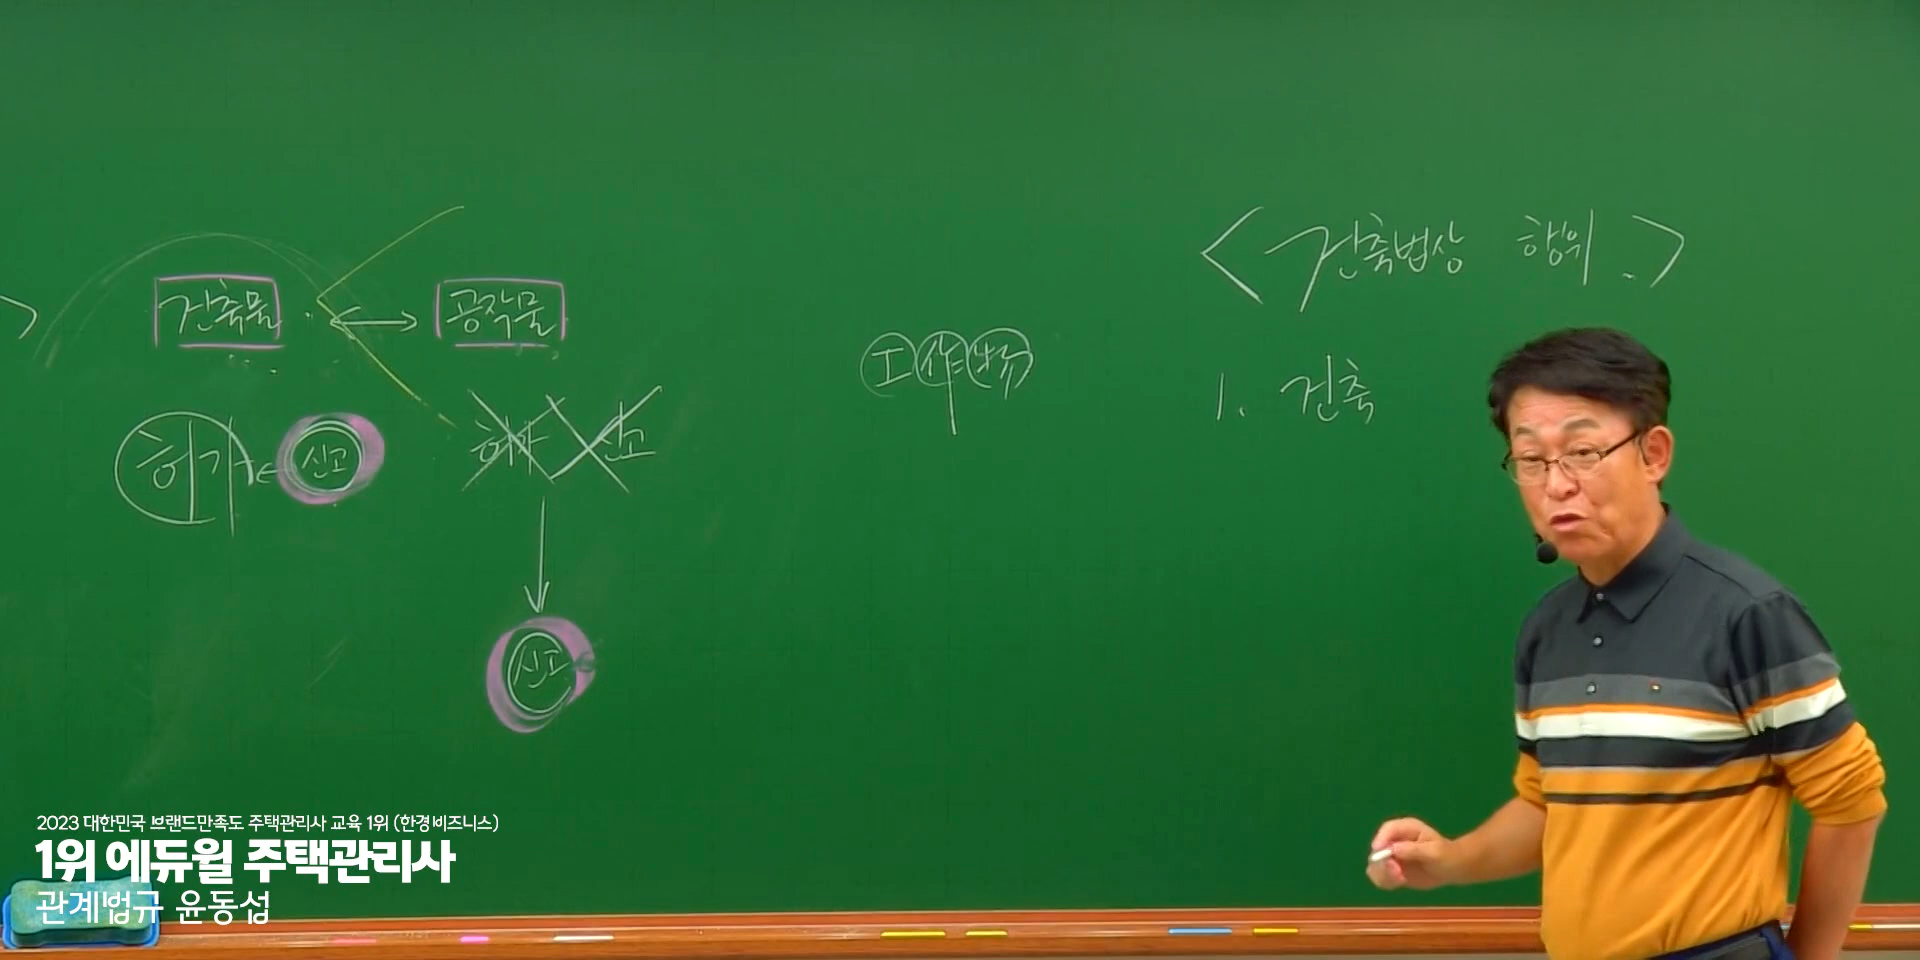 건축물 ↔ 공작물
허가 ← 신고
허가 신고
↓
신고
工作物
<건축법상 행위.>
1. 건축
2023 대한민국 브랜드만족도 주택관리사 교육 1위 (한경비즈니스)
1위 에듀윌 주택관리사
관계법규 윤동섭